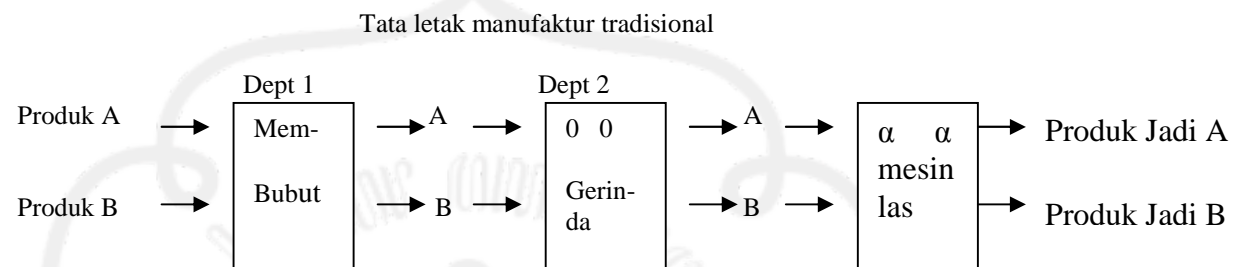 Tata letak manufaktur tradisional
Dept 1
Dept 2
Produk A
Mem-
A
0 0
A
α α
Produk Jadi A
mesin
Produk B
Bubut
B
Gerin-
B
las
Produk Jadi B
da